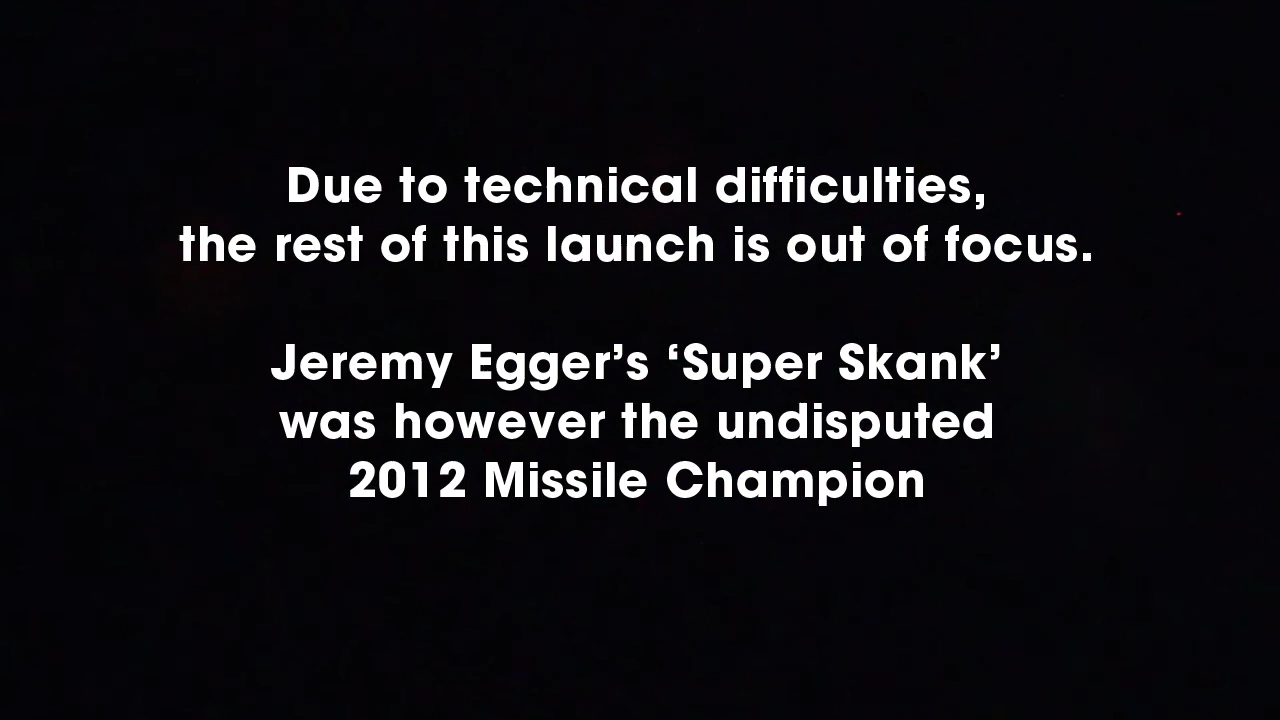 Due to technical difficulties,
the rest of this launch is out of focus.
Jeremy Egger’s ‘Super Skank’
was however the undisputed
2012 Missile Champion